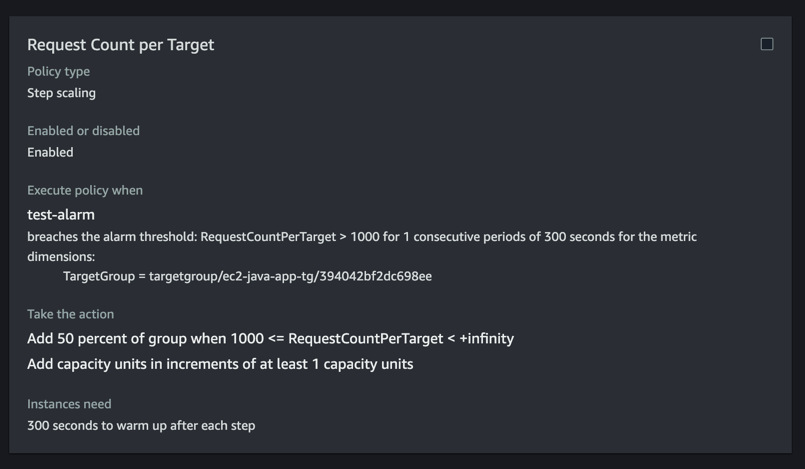 Request Count per Target
Policy type
Step scaling
Enabled or disabled
Enabled
Execute policy when
test-alarm
breaches the alarm threshold: RequestCountPerTarget > 1000 for 1 consecutive periods of 300 seconds for the metric
dimensions:
TargetGroup = targetgroup/ec2-java-app-tg/394042bf2dc698ee
Take the action
Add 50 percent of group when 1000 <= RequestCountPerTarget < +infinity
Add capacity units in increments of at least 1 capacity units
Instances need
300 seconds to warm up after each step